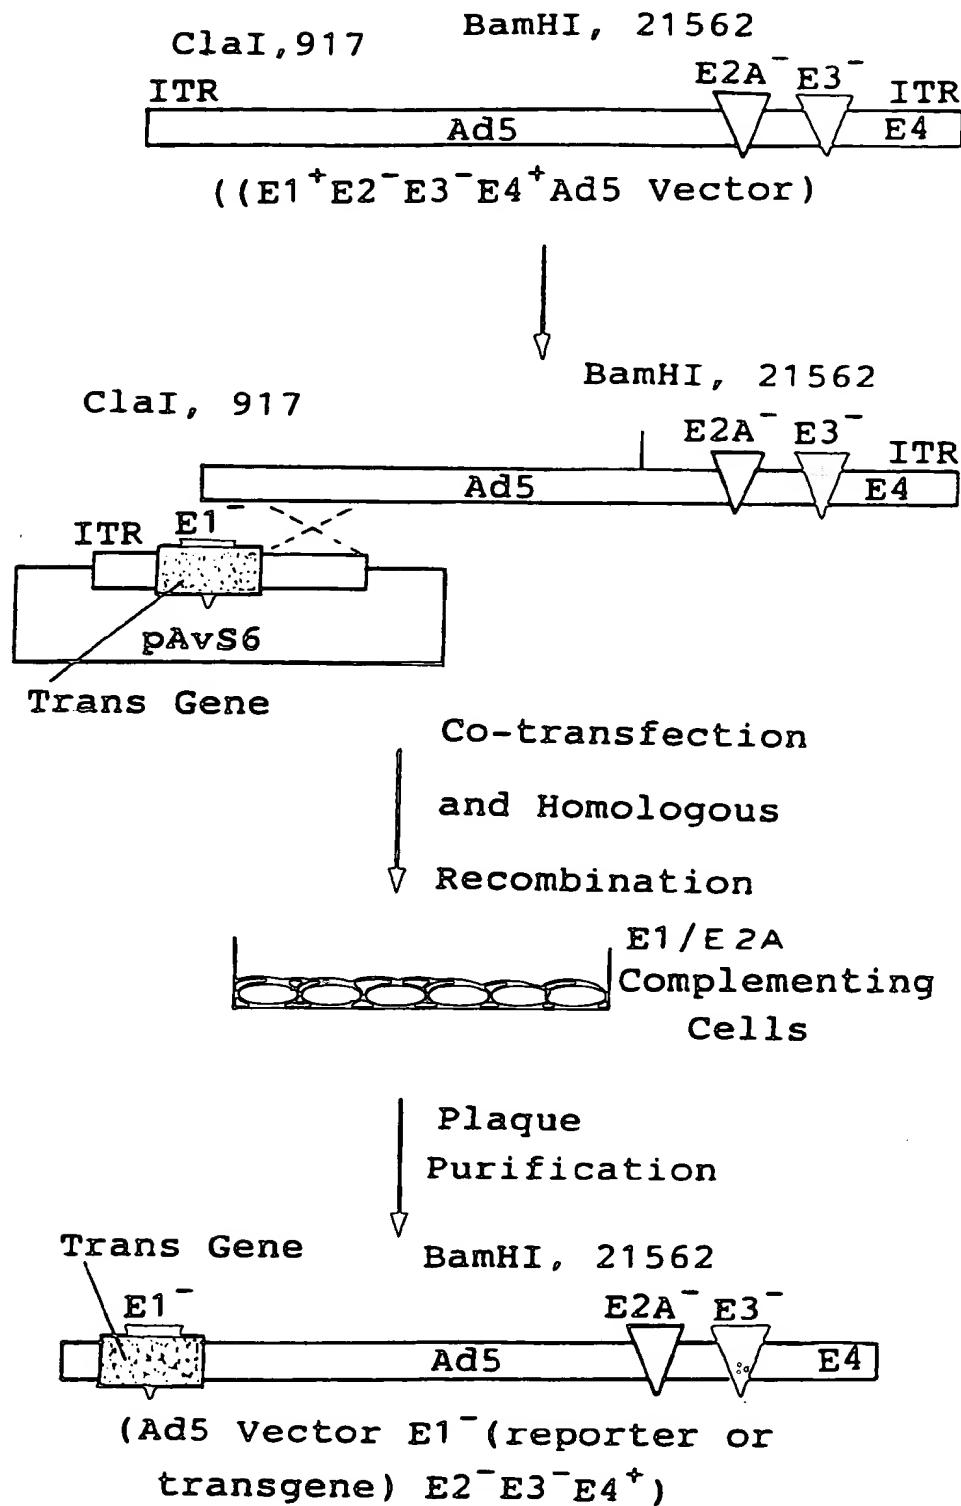 ClaI,917
BamHI, 21562
ITR
E2A⁻
E3⁻
ITR
Ad5
E4
((E1⁺E2⁻E3⁻E4⁺Ad5 Vector)
BamHI, 21562
ClaI, 917
E2A⁻
E3⁻
ITR
Ad5
E4
ITR
E1⁻
pAvS6
Trans Gene
Co-transfection
and Homologous
Recombination
E1/E2A
Complementing
Cells
Plaque
Purification
Trans Gene
BamHI, 21562
E1⁻
E2A⁻
E3⁻
Ad5
E4
(Ad5 Vector E1⁻(reporter or
transgene) E2⁻E3⁻E4⁺)